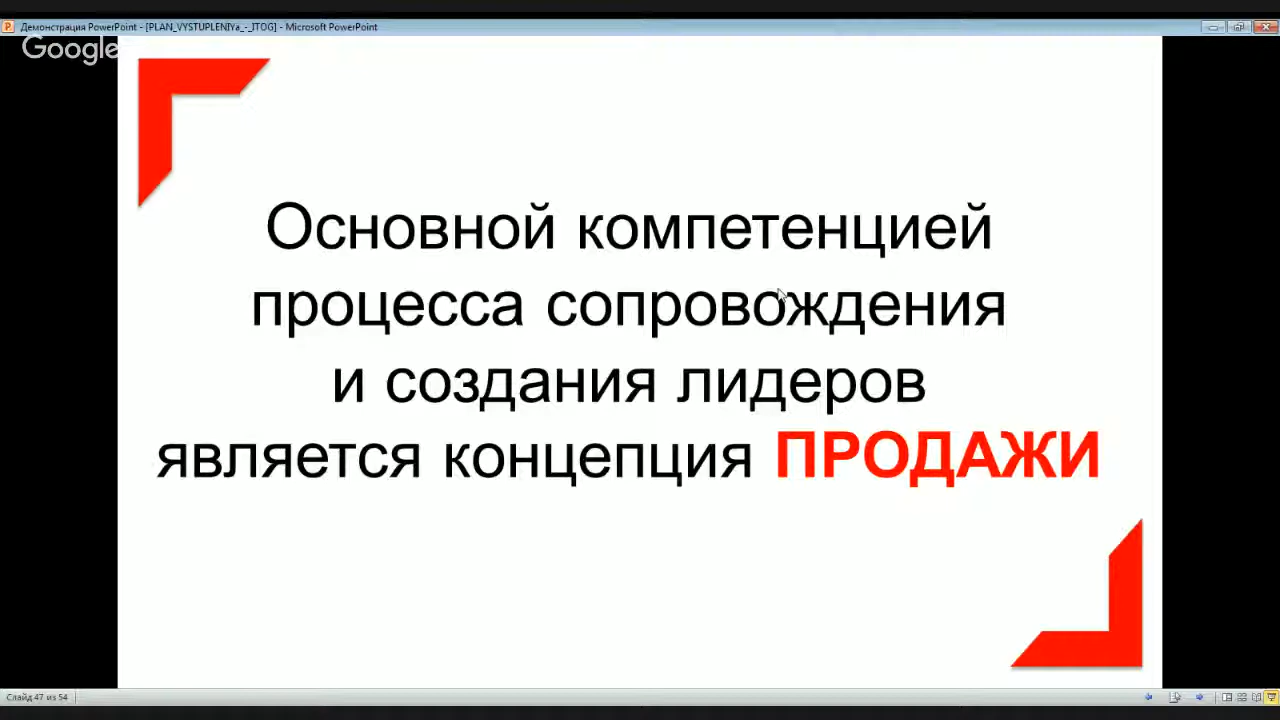 Демонстрация PowerPoint - [PLAN_VYSTUPLENIYa_-_ITOG] - Microsoft PowerPoint
Google
Основной компетенцией
процесса сопровождения
и создания лидеров
является концепция ПРОДАЖИ
Слайд 47 из 54